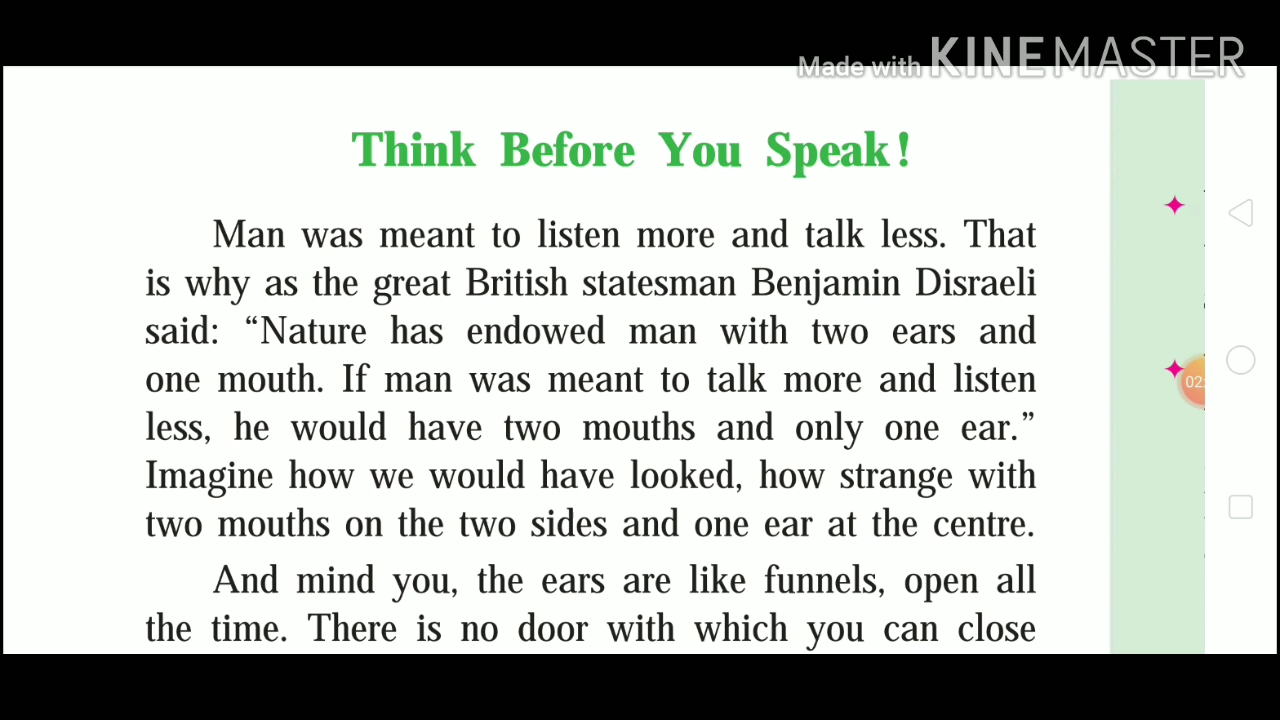 Made with KINEMASTER
Think Before You Speak!
Man was meant to listen more and talk less. That
is why as the great British statesman Benjamin Disraeli
said: “Nature has endowed man with two ears and
one mouth. If man was meant to talk more and listen
less, he would have two mouths and only one ear.”
Imagine how we would have looked, how strange with
two mouths on the two sides and one ear at the centre.
And mind you, the ears are like funnels, open all
the time. There is no door with which you can close
02: